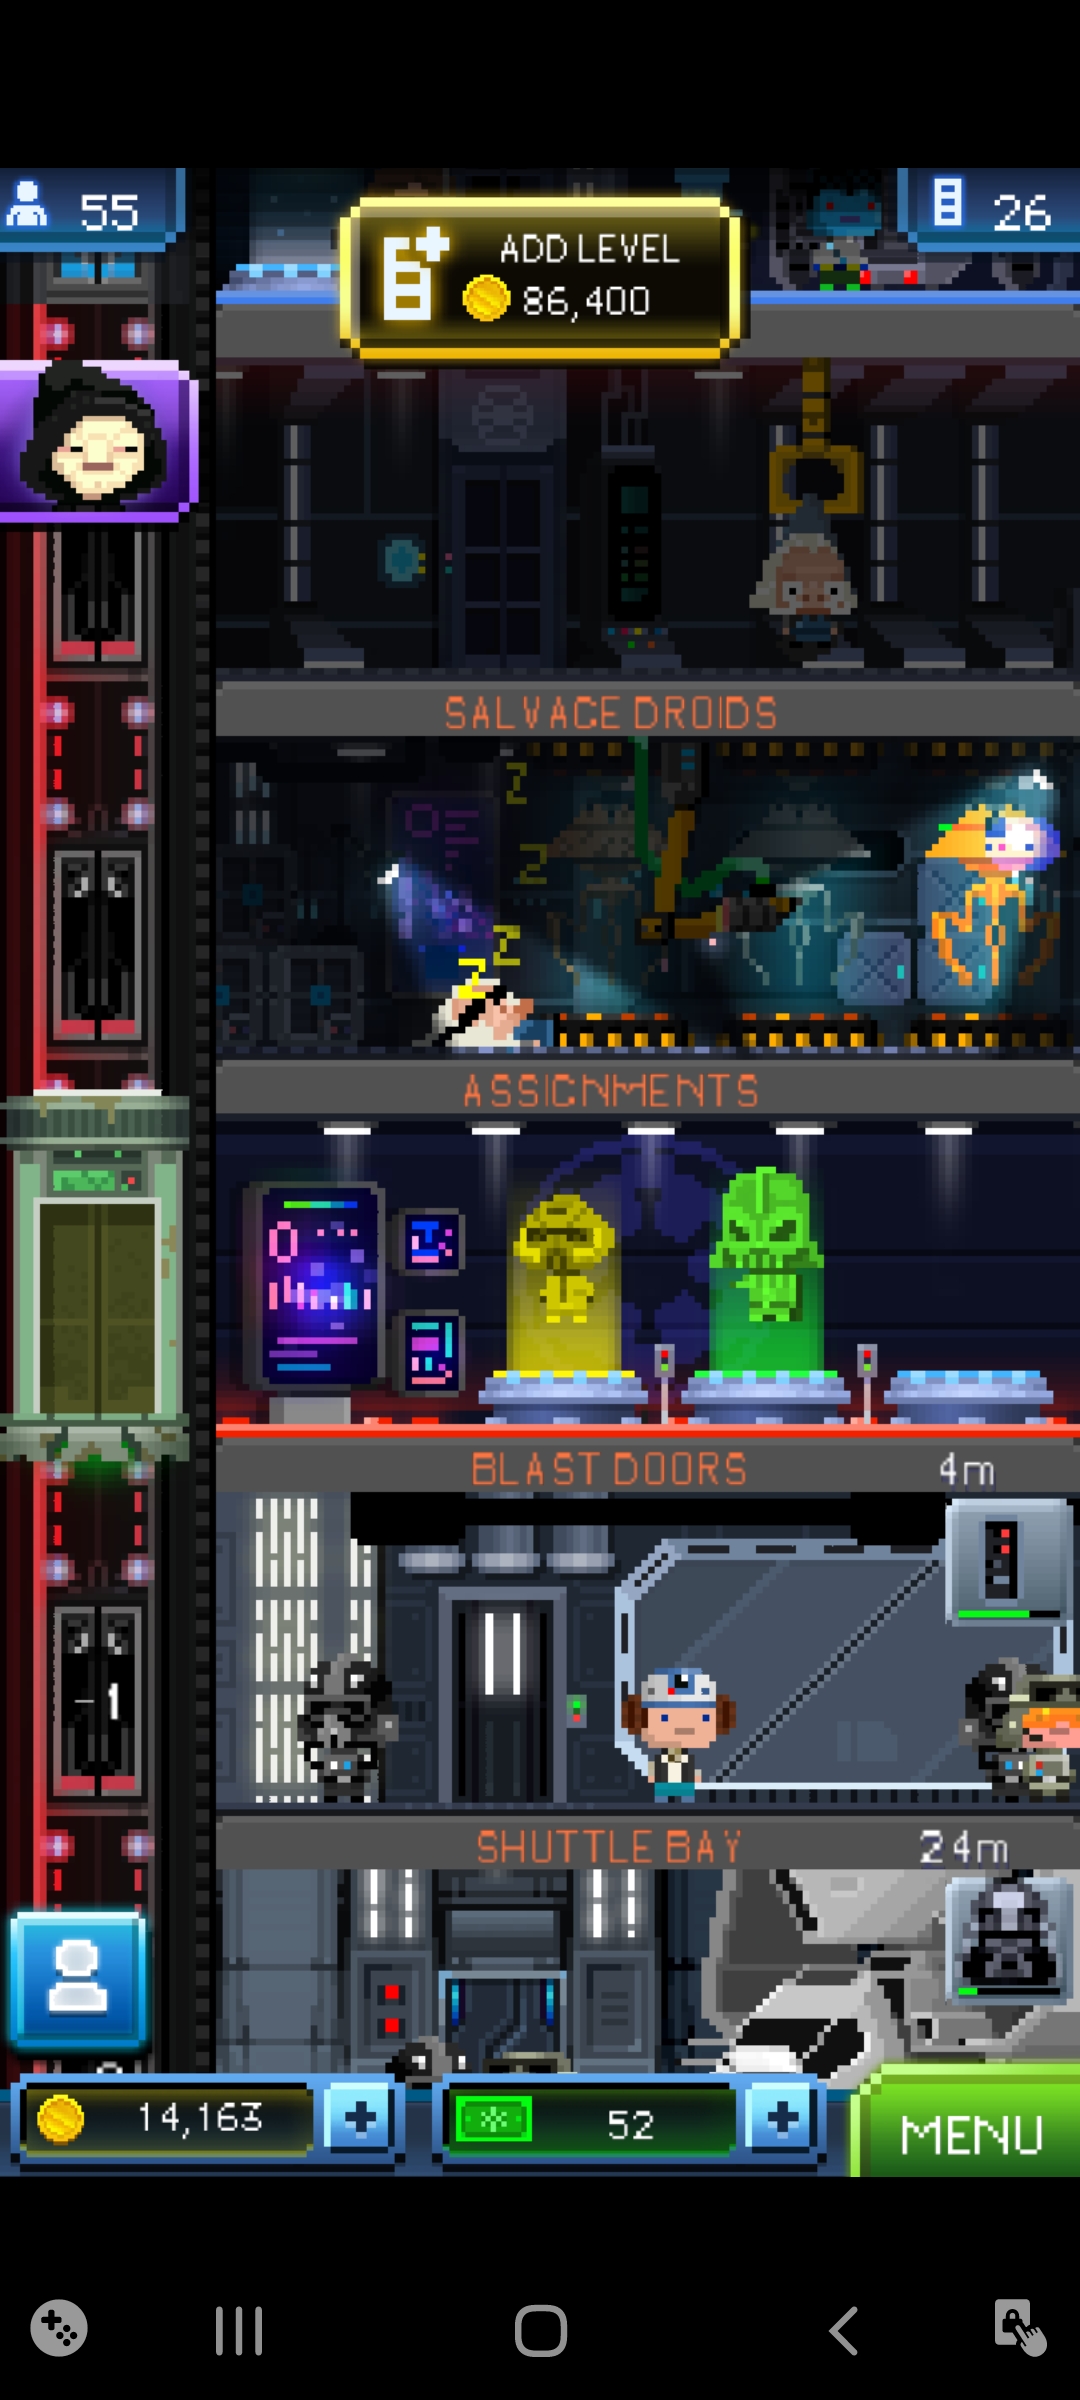 55
ADD LEVEL
86,400
26
SALVAGE DROIDS
Z
Z
Z
Z
ASSIGNMENTS
BLAST DOORS
4m
-1
SHUTTLE BAY
24m
14,163
52
MENU